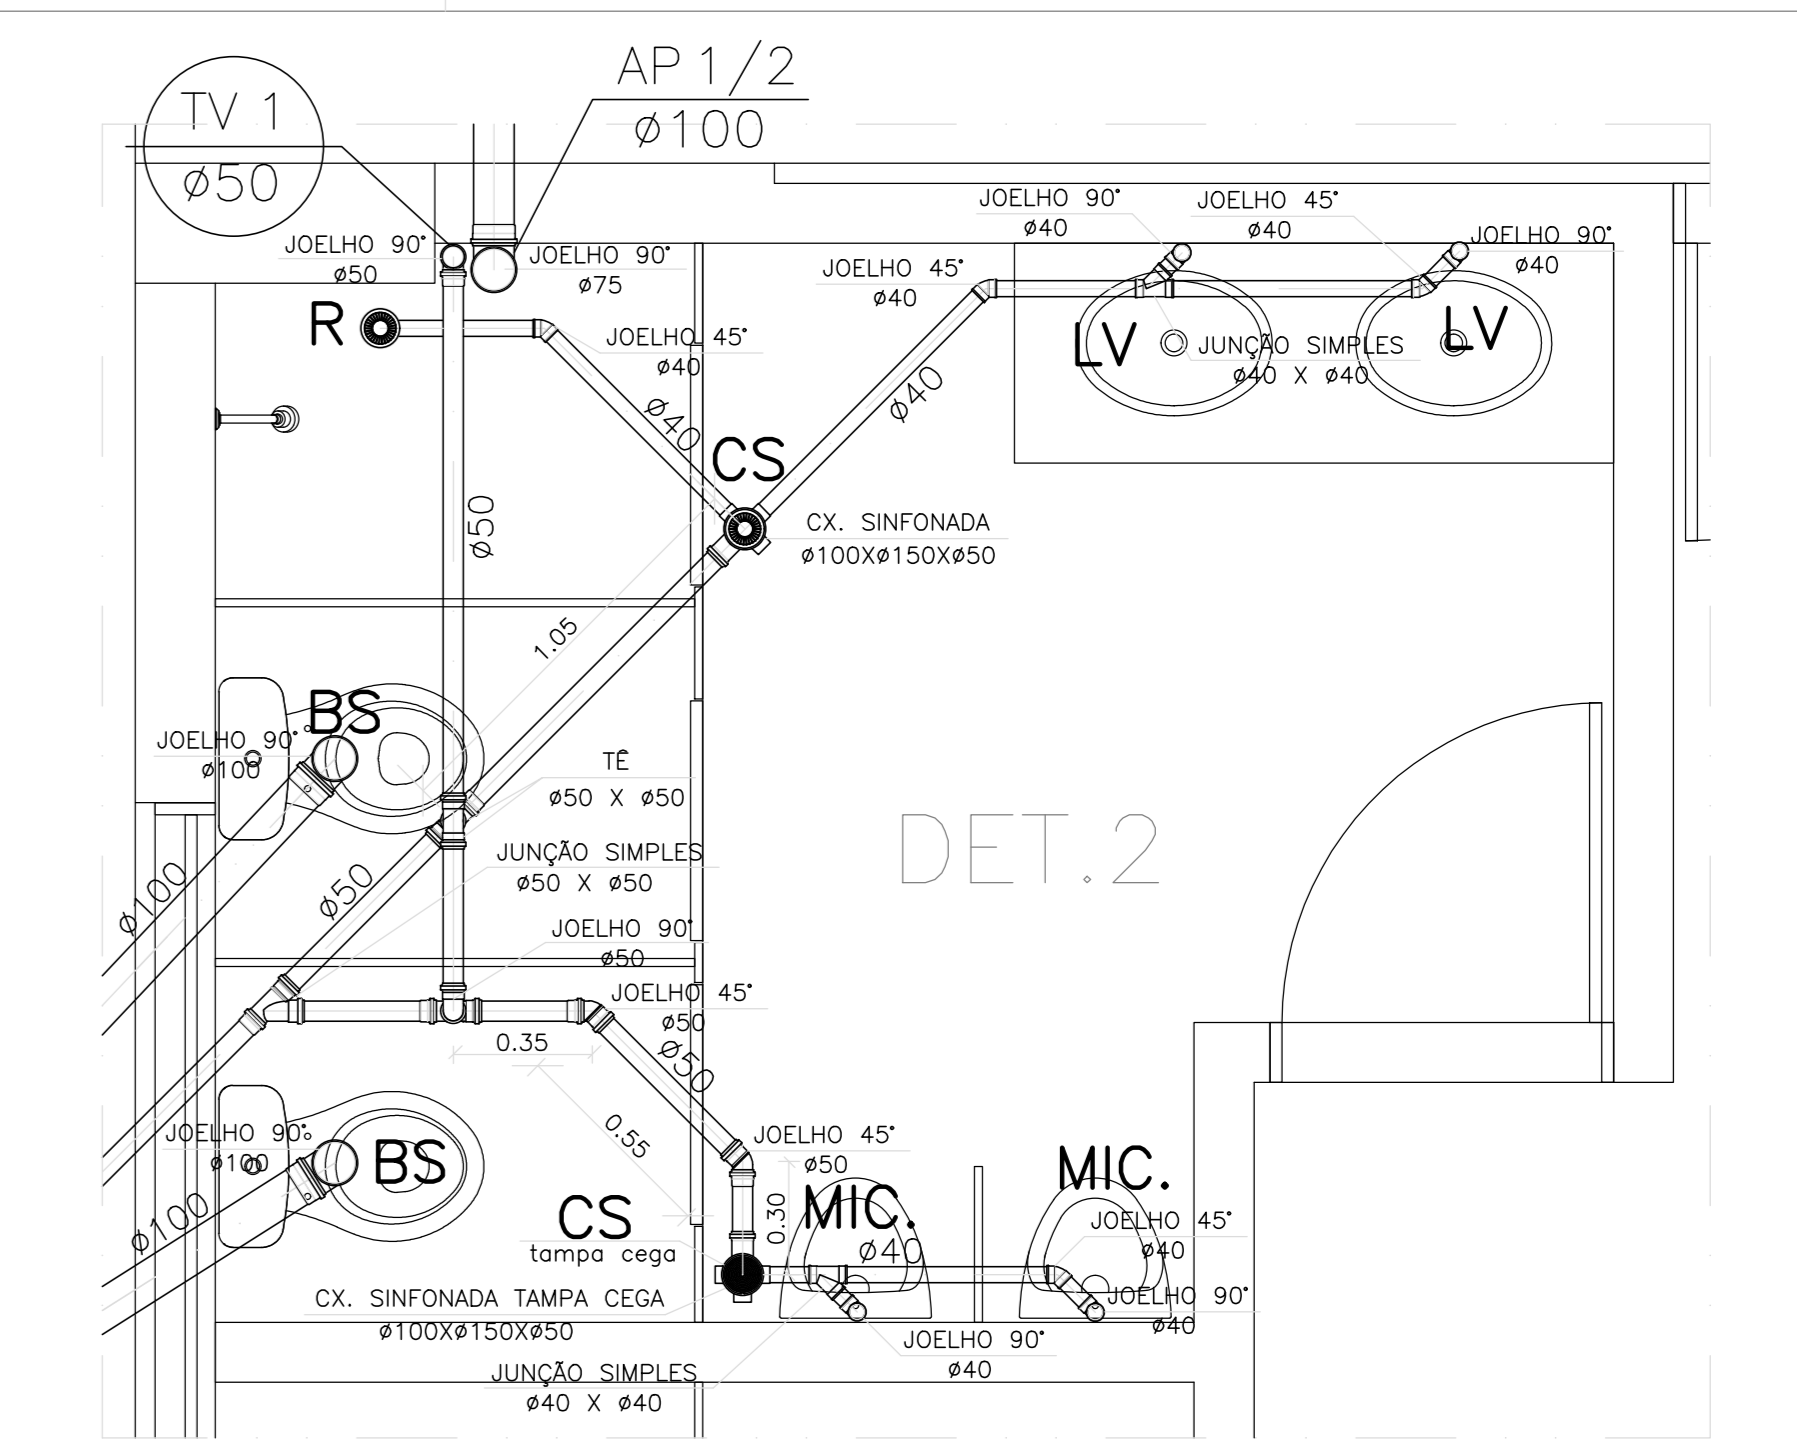 AP 1/2
ø100
TV 1
ø50
JOELHO 90°
ø40
JOELHO 45°
ø40
JOELHO 90°
ø40
JOELHO 90°
ø50
JOELHO 90°
ø75
JOELHO 45°
ø40
R
JOELHO 45°
ø40
LV
LV
JUNÇÃO SIMPLES
ø40 X ø40
ø40
ø40
CS
CX. SINFONADA
ø100Xø150Xø50
ø50
1.05
BS
JOELHO 90°
ø100
TÊ
ø50 X ø50
JUNÇÃO SIMPLES
ø50 X ø50
DET.2
ø100
ø50
JOELHO 90°
ø50
JOELHO 45°
ø50
0.35
ø50
0.55
JOELHO 90°
ø100
BS
JOELHO 45°
ø50
MIC.
MIC.
0.30
CS
tampa cega
ø100
ø40
JOELHO 45°
ø40
CX. SINFONADA TAMPA CEGA
ø100Xø150Xø50
JOELHO 90°
ø40
JOELHO 90°
ø40
JUNÇÃO SIMPLES
ø40 X ø40